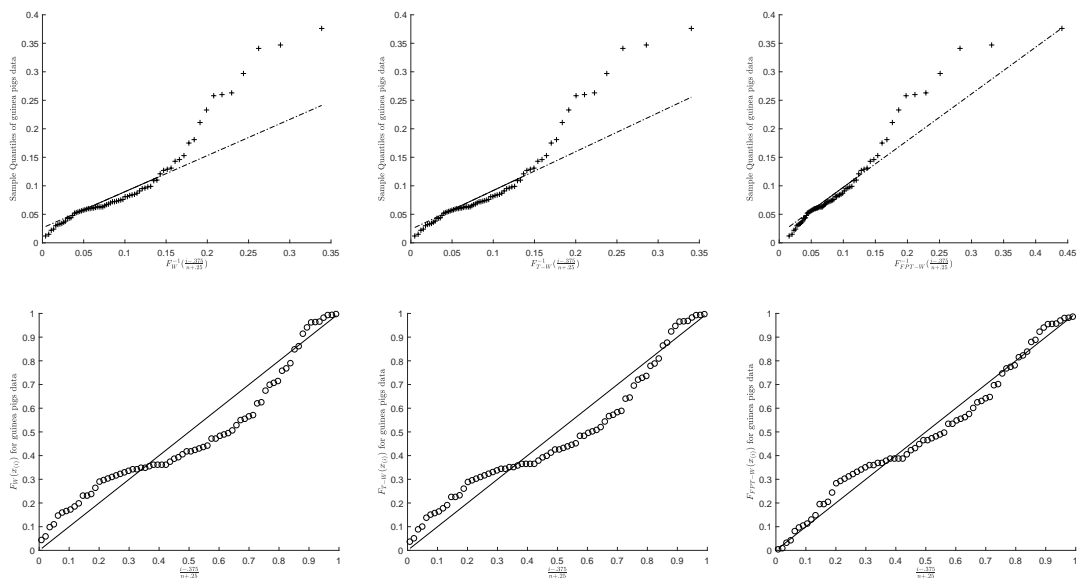 0.4 0.35 0.3 0.25 0.2 0.15 0.1 0.05 0
Sample Quantiles of guinea pigs data
0 0.05 0.1 0.15 0.2 0.25 0.3 0.35
F_W^{-1}(\frac{i-.375}{n+.25})
0.4 0.35 0.3 0.25 0.2 0.15 0.1 0.05 0
Sample Quantiles of guinea pigs data
0 0.05 0.1 0.15 0.2 0.25 0.3 0.35
F_{T-W}^{-1}(\frac{i-.375}{n+.25})
0.4 0.35 0.3 0.25 0.2 0.15 0.1 0.05 0
Sample Quantiles of guinea pigs data
0 0.05 0.1 0.15 0.2 0.25 0.3 0.35 0.4 0.45
F_{FPT-W}^{-1}(\frac{i-.375}{n+.25})
1 0.9 0.8 0.7 0.6 0.5 0.4 0.3 0.2 0.1 0
F_W(x_{(i)}) for guinea pigs data
0 0.1 0.2 0.3 0.4 0.5 0.6 0.7 0.8 0.9 1
\frac{i-.375}{n+.25}
1 0.9 0.8 0.7 0.6 0.5 0.4 0.3 0.2 0.1 0
F_{T-W}(x_{(i)}) for guinea pigs data
0 0.1 0.2 0.3 0.4 0.5 0.6 0.7 0.8 0.9 1
\frac{i-.375}{n+.25}
1 0.9 0.8 0.7 0.6 0.5 0.4 0.3 0.2 0.1 0
F_{FPT-W}(x_{(i)}) for guinea pigs data
0 0.1 0.2 0.3 0.4 0.5 0.6 0.7 0.8 0.9 1
\frac{i-.375}{n+.25}